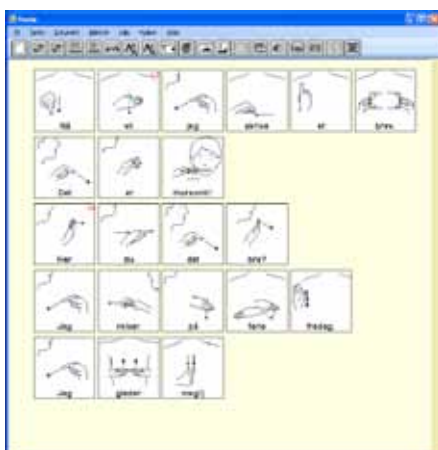 Nå vil jeg skrive et brev.
Det er morsomt!
Har du det bra?
Jeg reiser på ferie fredag.
Jeg gleder meg!